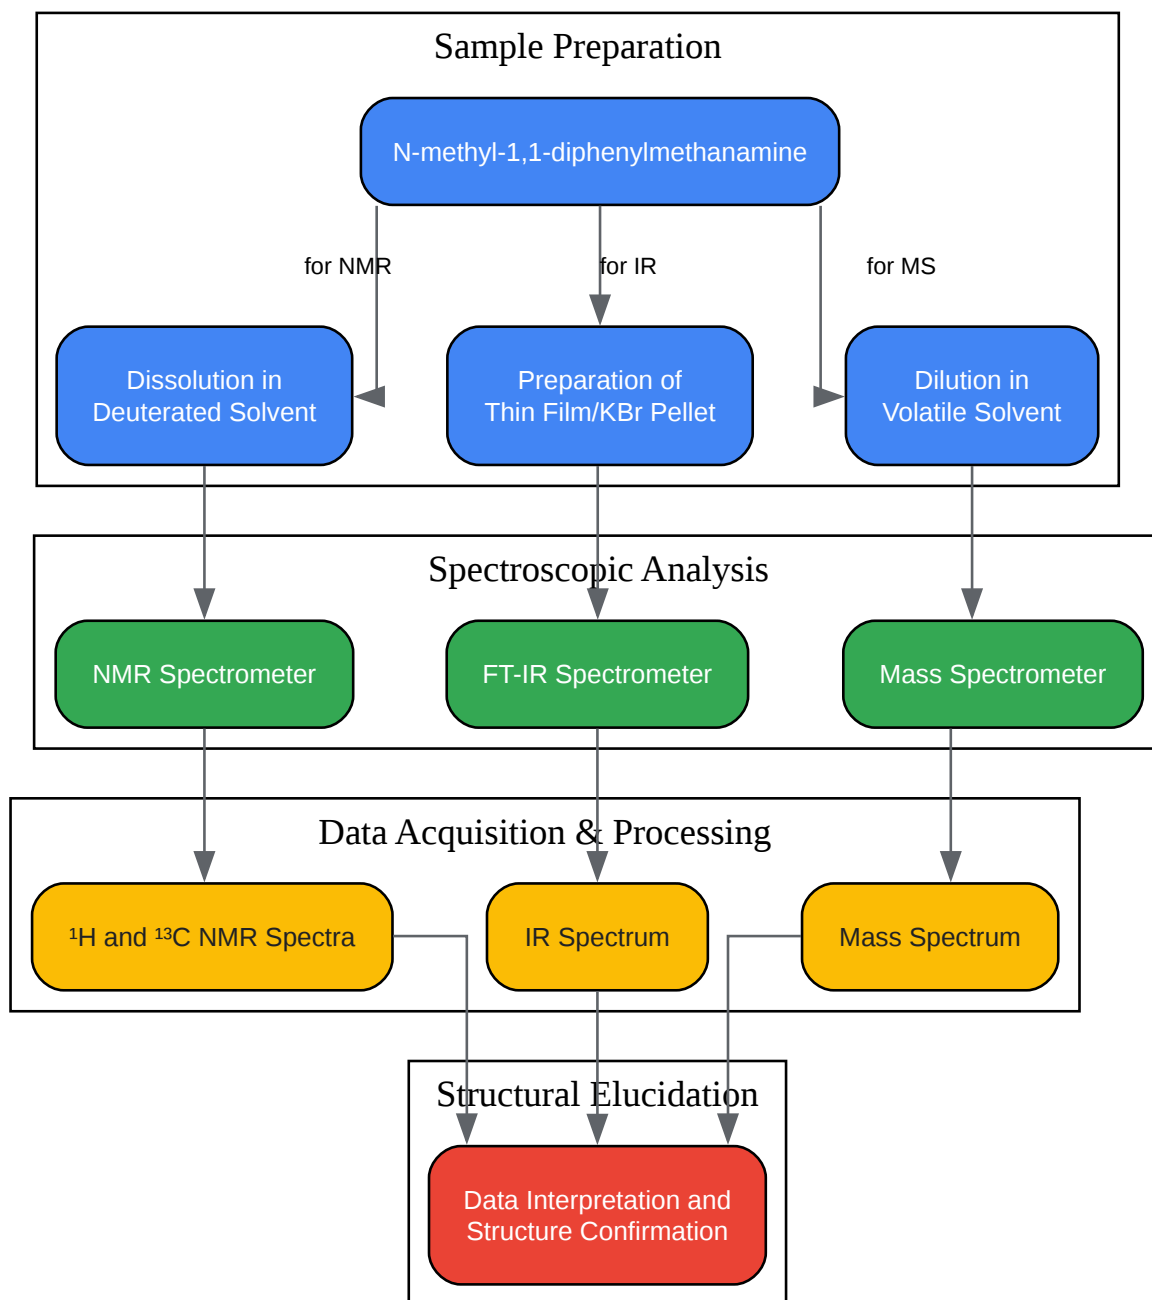 Sample Preparation
N-methyl-1,1-diphenylmethanamine
for NMR
for IR
for MS
Dissolution in
Deuterated Solvent
Preparation of
Thin Film/KBr Pellet
Dilution in
Volatile Solvent
Spectroscopic Analysis
NMR Spectrometer
FT-IR Spectrometer
Mass Spectrometer
Data Acquisition & Processing
¹H and ¹³C NMR Spectra
IR Spectrum
Mass Spectrum
Structural Elucidation
Data Interpretation and
Structure Confirmation